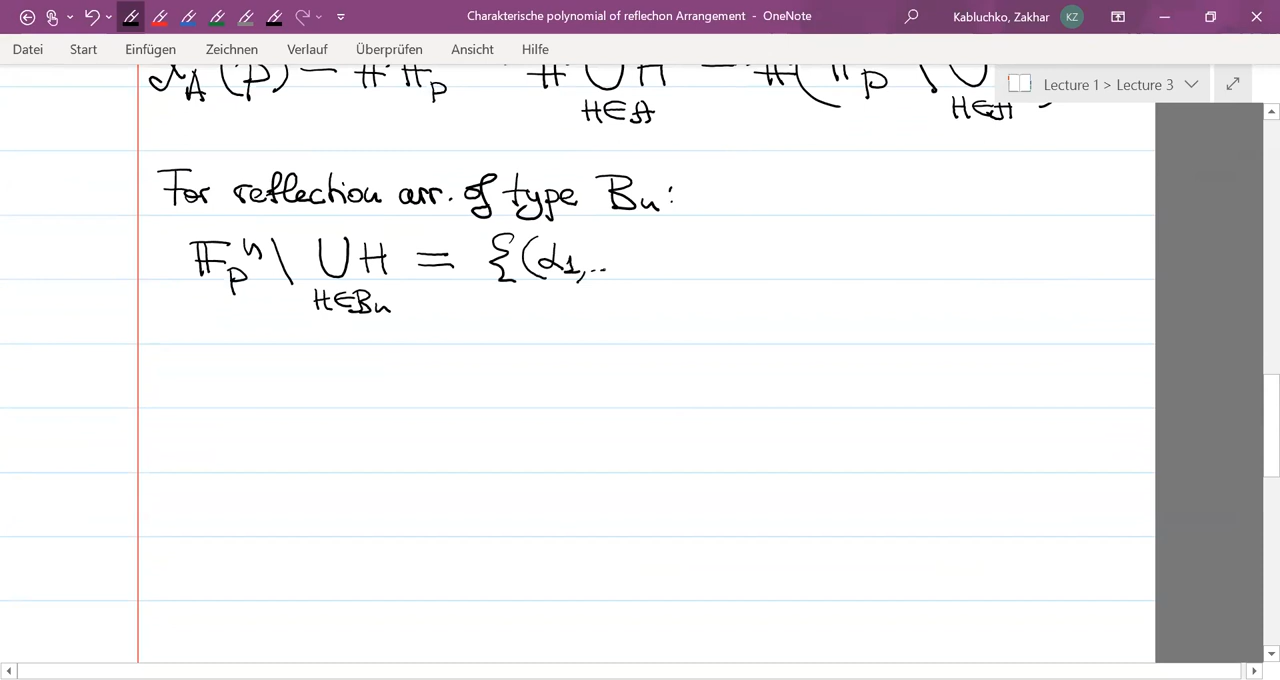 Charakterische polynomial of reflechon Arrangement - OneNote
Kabluchko, Zakhar
KZ
Datei Start Einfügen Zeichnen Verlauf Überprüfen Ansicht Hilfe
Lecture 1 > Lecture 3
H∈A H∈A
For reflection arr. of type Bn:
𝔽ₚⁿ \ ∪H = {(α1,..
H∈Bn